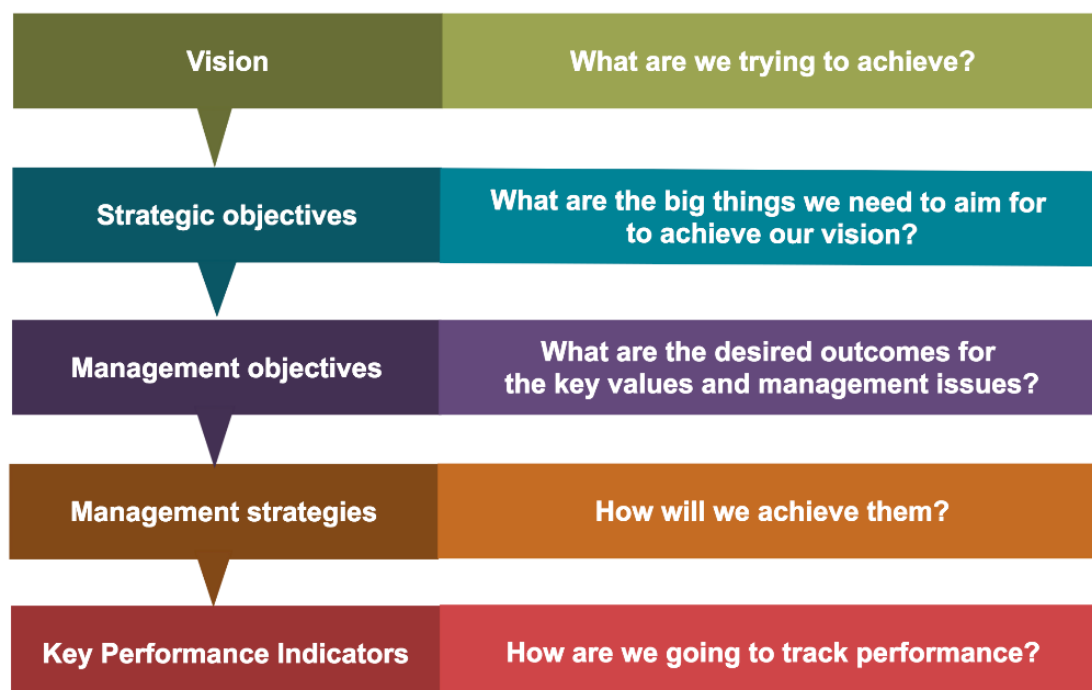 Vision
What are we trying to achieve?
Strategic objectives
What are the big things we need to aim for
to achieve our vision?
Management objectives
What are the desired outcomes for
the key values and management issues?
Management strategies
How will we achieve them?
Key Performance Indicators
How are we going to track performance?